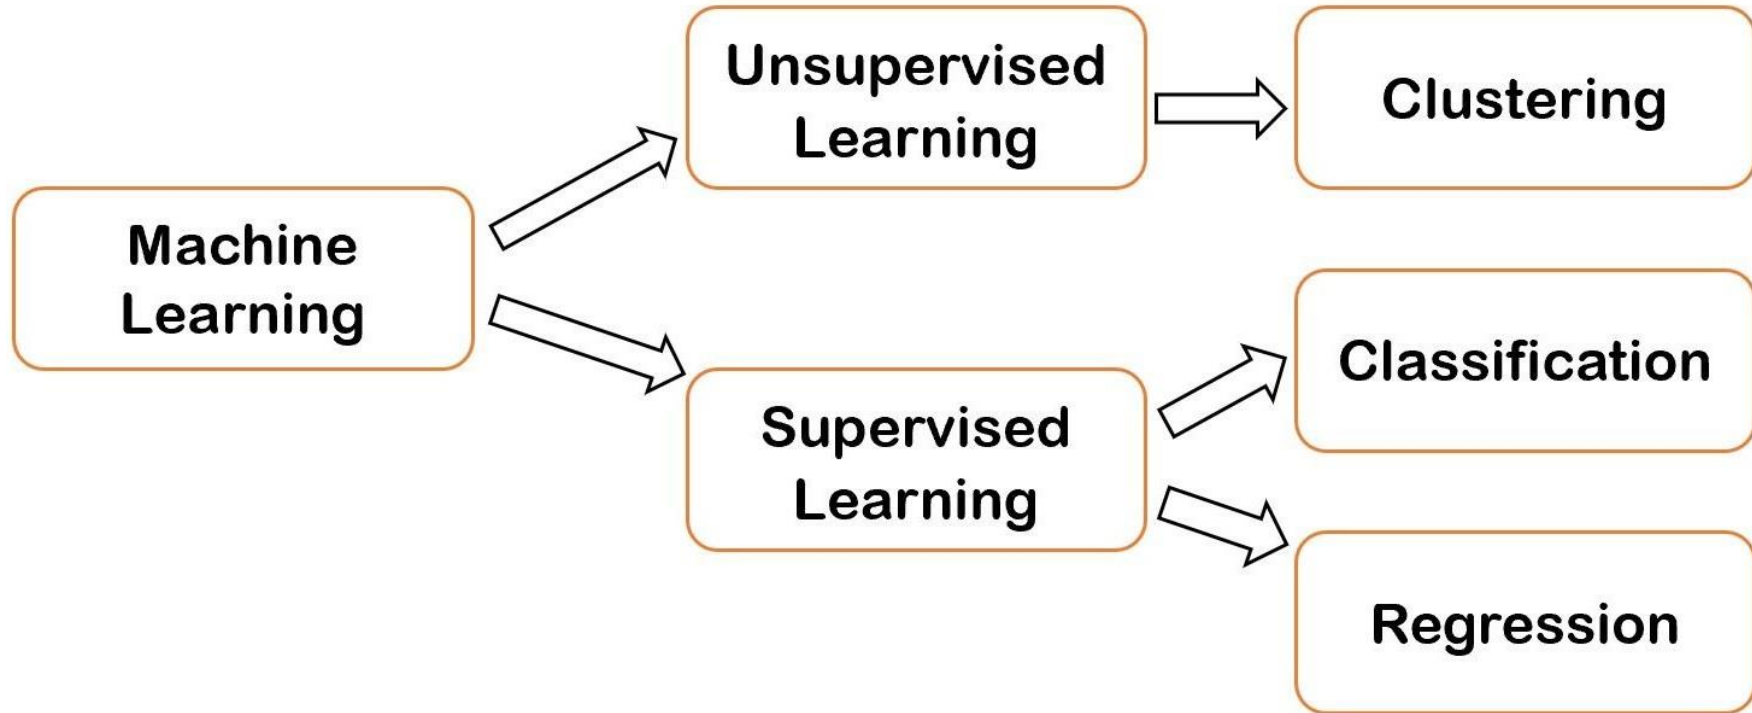 Machine
Learning
Unsupervised
Learning
Clustering
Supervised
Learning
Classification
Regression